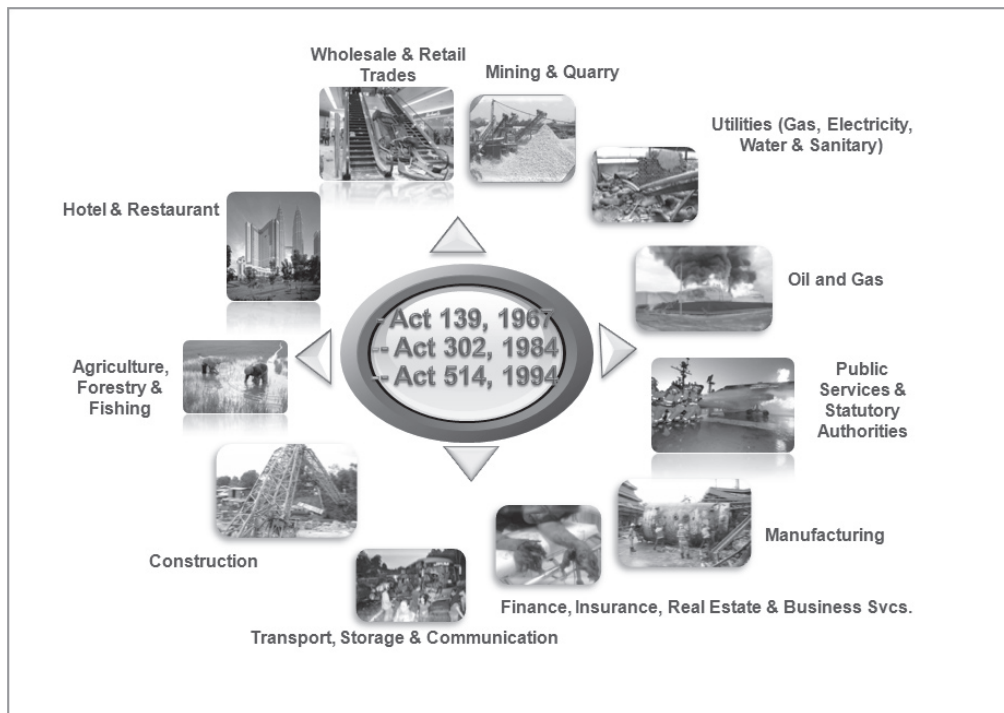 Wholesale & Retail
Trades
Mining & Quarry
Utilities (Gas, Electricity,
Water & Sanitary)
Hotel & Restaurant
Oil and Gas
- Act 139, 1967
-- Act 302, 1984
-- Act 514, 1994
Agriculture,
Forestry &
Fishing
Public
Services &
Statutory
Authorities
Construction
Manufacturing
Finance, Insurance, Real Estate & Business Svcs.
Transport, Storage & Communication